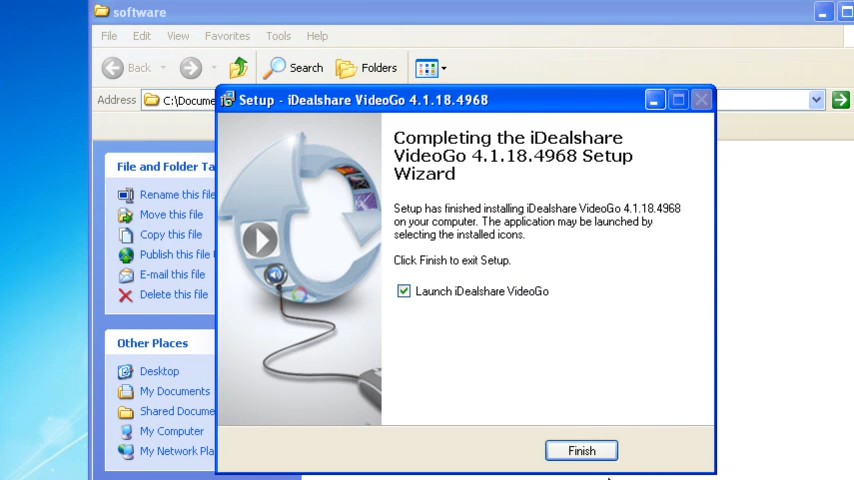 software
File Edit View Favorites Tools Help
Back Search Folders
Address C:\Docume
Setup - iDealshare VideoGo 4.1.18.4968
Completing the iDealshare
VideoGo 4.1.18.4968 Setup
Wizard
Setup has finished installing iDealshare VideoGo 4.1.18.4968
on your computer. The application may be launched by
selecting the installed icons.
Click Finish to exit Setup.
Launch iDealshare VideoGo
Finish
File and Folder Ta
Rename this file
Move this file
Copy this file
Publish this file
E-mail this file
Delete this file
Other Places
Desktop
My Documents
Shared Docume
My Computer
My Network Pla